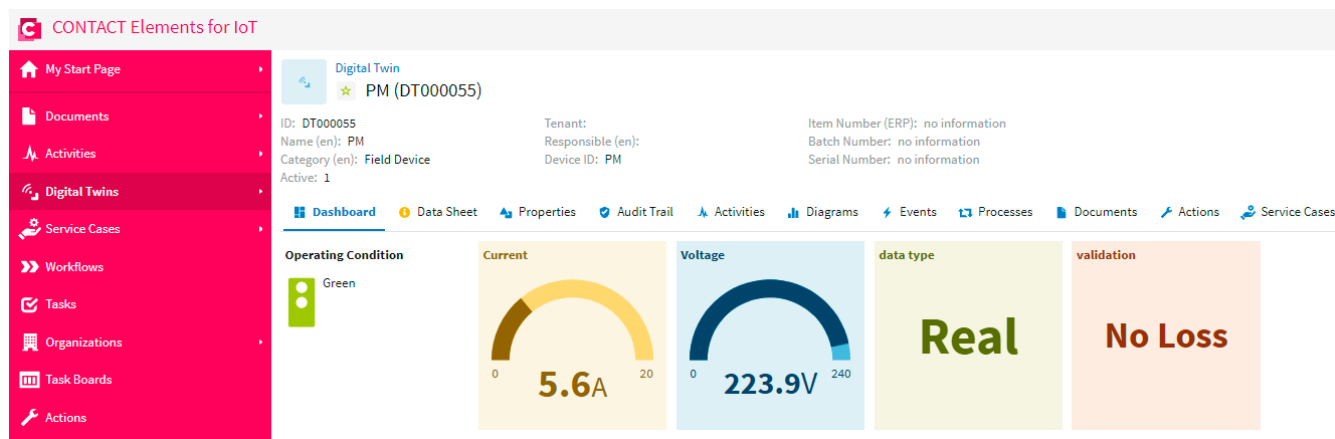 CONTACT Elements for IoT
My Start Page
Documents
Activities
Digital Twins
Service Cases
Workflows
Tasks
Organizations
Task Boards
Actions
Digital Twin
PM (DT000055)
ID: DT000055
Name (en): PM
Category (en): Field Device
Active: 1
Tenant:
Responsible (en):
Device ID: PM
Item Number (ERP): no information
Batch Number: no information
Serial Number: no information
Dashboard Data Sheet Properties Audit Trail Activities Diagrams Events Processes Documents Actions Service Cases
Operating Condition
Green
Current
0 5.6A 20
Voltage
0 223.9V 240
data type
Real
validation
No Loss